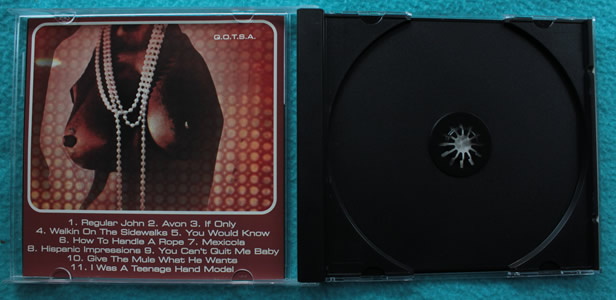 G.O.T.S.A.
1. Regular John 2. Avon 3. If Only
4. Walkin On The Sidewalks 5. You Would Know
6. How To Handle A Rope 7. Mexicola
8. Hispanic Impressions 9. You Can't Quit Me Baby
10. Give The Mule What He Wants
11. I Was A Teenage Hand Model